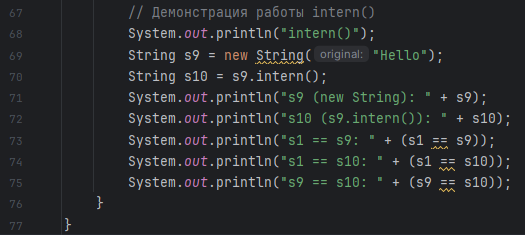 67 // Демонстрация работы intern()
68 System.out.println("intern()");
69 String s9 = new String( original: "Hello");
70 String s10 = s9.intern();
71 System.out.println("s9 (new String): " + s9);
72 System.out.println("s10 (s9.intern()): " + s10);
73 System.out.println("s1 == s9: " + (s1 == s9));
74 System.out.println("s1 == s10: " + (s1 == s10));
75 System.out.println("s9 == s10: " + (s9 == s10));
76 }
77 }